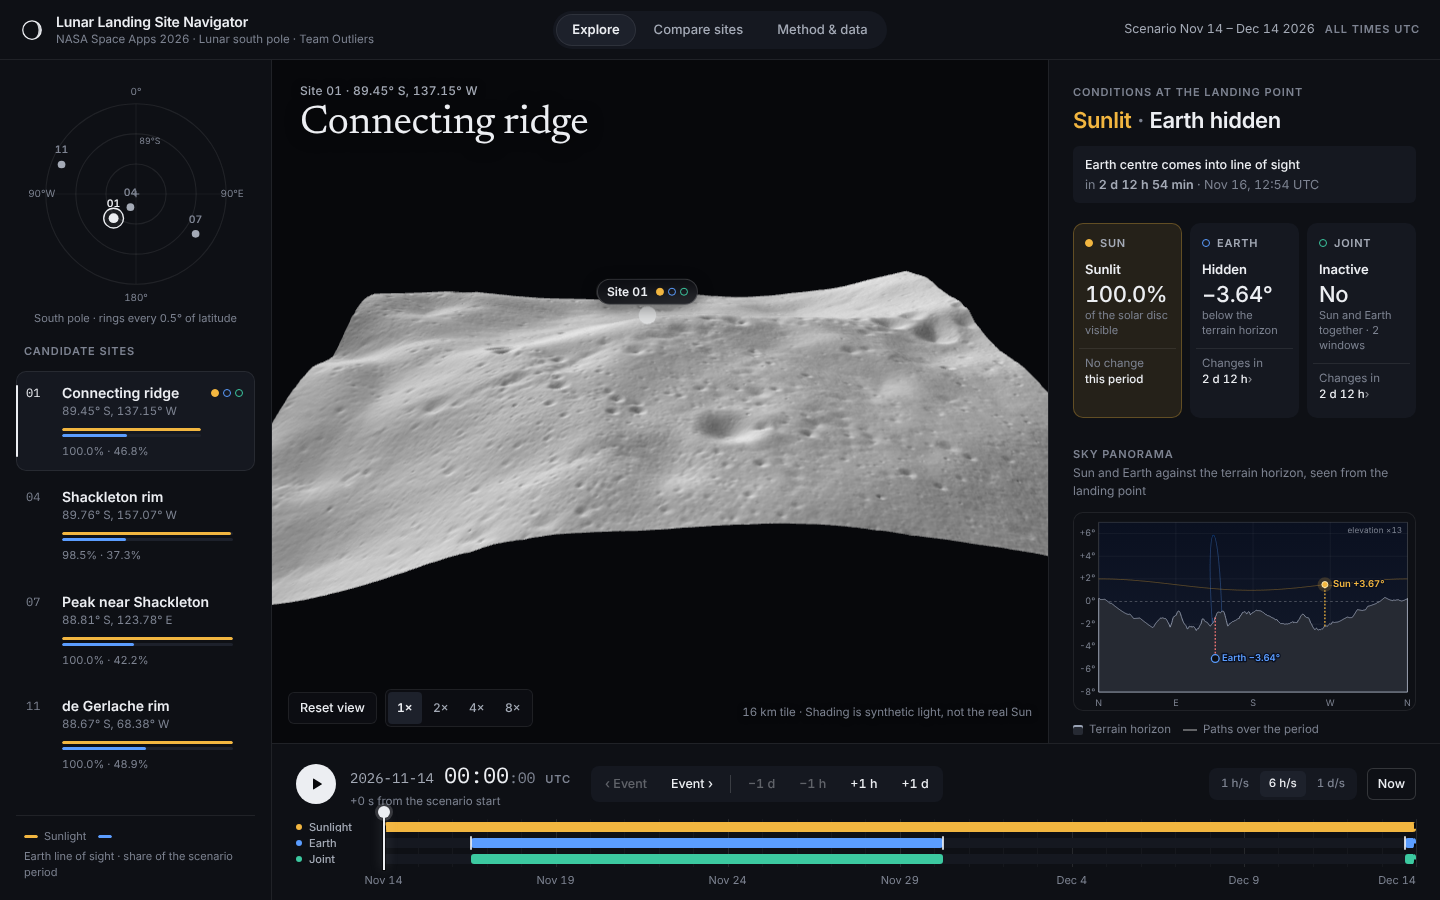 Lunar Landing Site Navigator
NASA Space Apps 2026 · Lunar south pole · Team Outliers
Explore
Compare sites
Method & data
Scenario Nov 14 – Dec 14 2026 ALL TIMES UTC
0°
89°S
11
90°W
04
90°E
01
07
180°
South pole · rings every 0.5° of latitude
CANDIDATE SITES
01 Connecting ridge
89.45° S, 137.15° W
100.0% · 46.8%
04 Shackleton rim
89.76° S, 157.07° W
98.5% · 37.3%
07 Peak near Shackleton
88.81° S, 123.78° E
100.0% · 42.2%
11 de Gerlache rim
88.67° S, 68.38° W
100.0% · 48.9%
Sunlight
Earth line of sight · share of the scenario
period
Site 01 · 89.45° S, 137.15° W
Connecting ridge
Site 01
Reset view
1× 2× 4× 8×
16 km tile · Shading is synthetic light, not the real Sun
CONDITIONS AT THE LANDING POINT
Sunlit · Earth hidden
Earth centre comes into line of sight
in 2 d 12 h 54 min · Nov 16, 12:54 UTC
SUN
Sunlit
100.0%
of the solar disc
visible
No change
this period
EARTH
Hidden
−3.64°
below the
terrain horizon
Changes in
2 d 12 h›
JOINT
Inactive
No
Sun and Earth
together · 2
windows
Changes in
2 d 12 h›
SKY PANORAMA
Sun and Earth against the terrain horizon, seen from the
landing point
elevation ×13
+6°
+4°
+2°
0°
−2°
−4°
−6°
−8°
Sun +3.67°
Earth −3.64°
N E S W N
Terrain horizon
Paths over the period
2026-11-14 00:00:00 UTC
+0 s from the scenario start
‹ Event
Event ›
−1 d
−1 h
+1 h
+1 d
1 h/s
6 h/s
1 d/s
Now
Sunlight
Earth
Joint
Nov 14 Nov 19 Nov 24 Nov 29 Dec 4 Dec 9 Dec 14